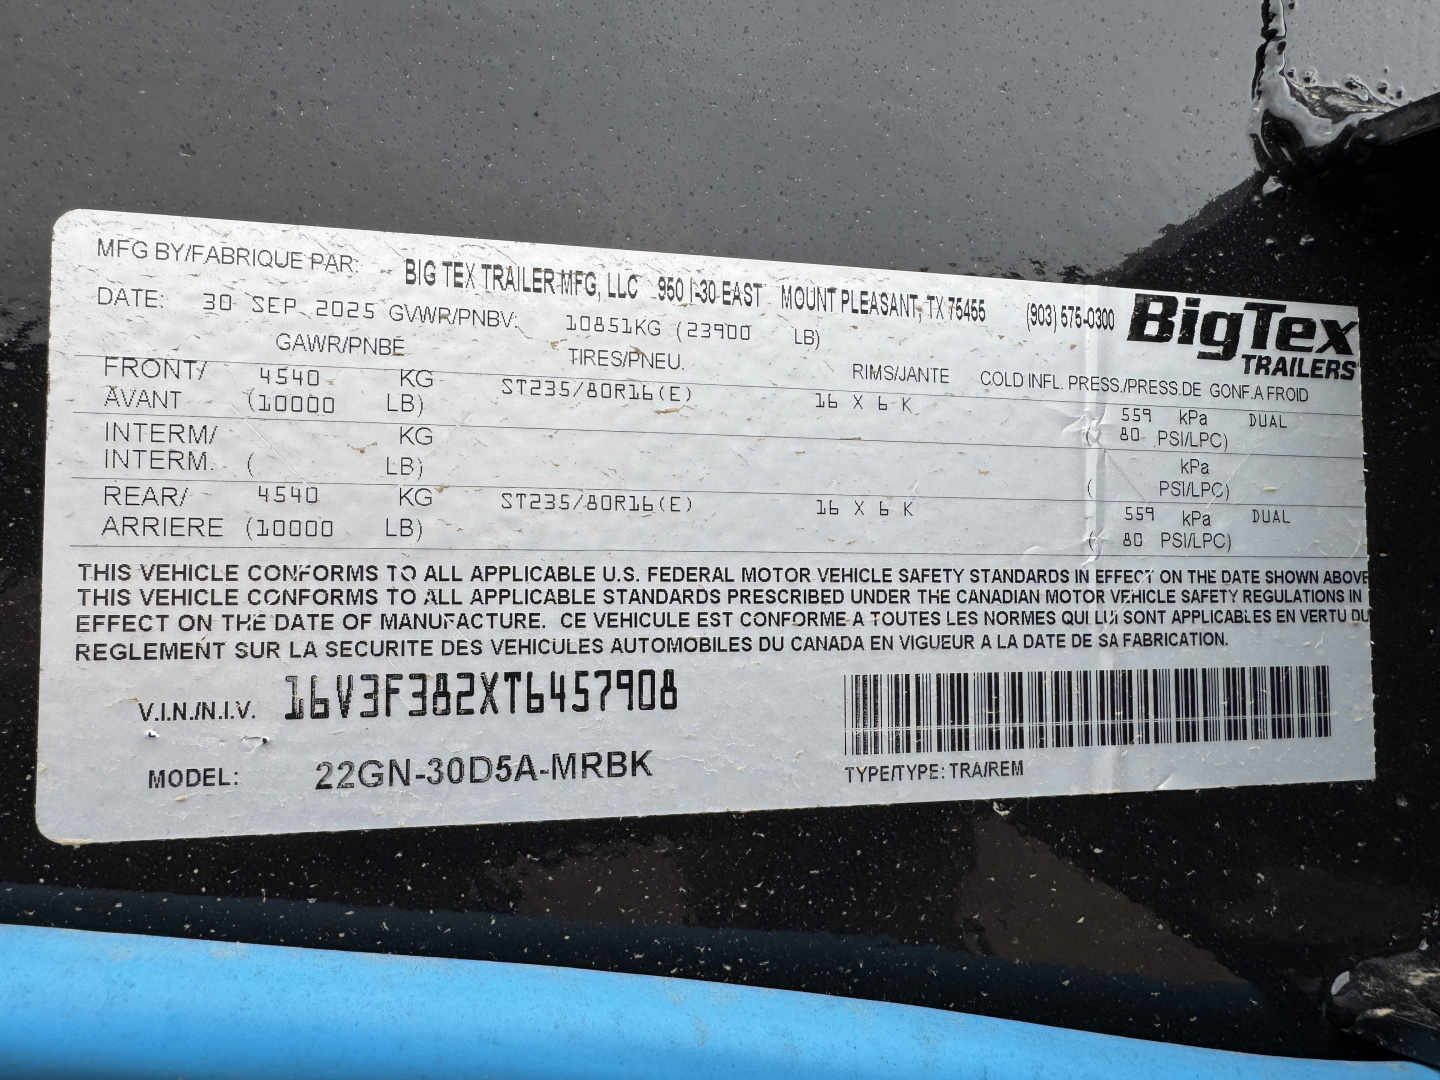 MFG BY/FABRIQUE PAR: BIG TEX TRAILER MFG, LLC 950 I-30 EAST MOUNT PLEASANT, TX 75455 (903) 575-0300
BigTex
TRAILERS
DATE: 30 SEP 2025 GVWR/PNBV: 10851KG (23900 LB)
GAWR/PNBE TIRES/PNEU. RIMS/JANTE COLD INFL. PRESS./PRESS.DE GONF.A FROID
FRONT/ 4540 KG ST235/80R16(E) 16 X 6 K 559 kPa DUAL
AVANT (10000 LB) ( 80 PSI/LPC)
INTERM/ KG kPa
INTERM. ( LB) ( PSI/LPC)
REAR/ 4540 KG ST235/80R16(E) 16 X 6 K 559 kPa DUAL
ARRIERE (10000 LB) ( 80 PSI/LPC)
THIS VEHICLE CONFORMS TO ALL APPLICABLE U.S. FEDERAL MOTOR VEHICLE SAFETY STANDARDS IN EFFECT ON THE DATE SHOWN ABOVE
THIS VEHICLE CONFORMS TO ALL APPLICABLE STANDARDS PRESCRIBED UNDER THE CANADIAN MOTOR VEHICLE SAFETY REGULATIONS IN
EFFECT ON THE DATE OF MANUFACTURE. CE VEHICULE EST CONFORME A TOUTES LES NORMES QUI LUI SONT APPLICABLES EN VERTU DU
REGLEMENT SUR LA SECURITE DES VEHICULES AUTOMOBILES DU CANADA EN VIGUEUR A LA DATE DE SA FABRICATION.
V.I.N./N.I.V. 16V3F382XT6457908
MODEL: 22GN-30D5A-MRBK
TYPE/TYPE: TRA/REM